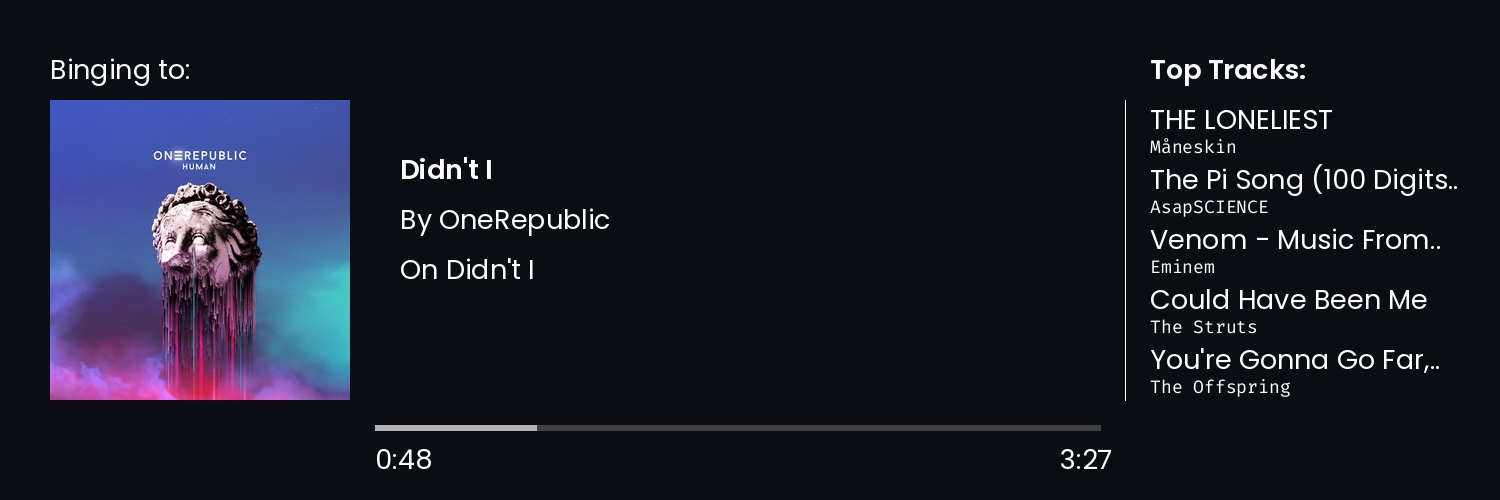 Binging to:
ONEREPUBLIC
HUMAN
Didn't I
By OneRepublic
On Didn't I
0:48
3:27
Top Tracks:
THE LONELIEST
Måneskin
The Pi Song (100 Digits..
AsapSCIENCE
Venom - Music From..
Eminem
Could Have Been Me
The Struts
You're Gonna Go Far,..
The Offspring